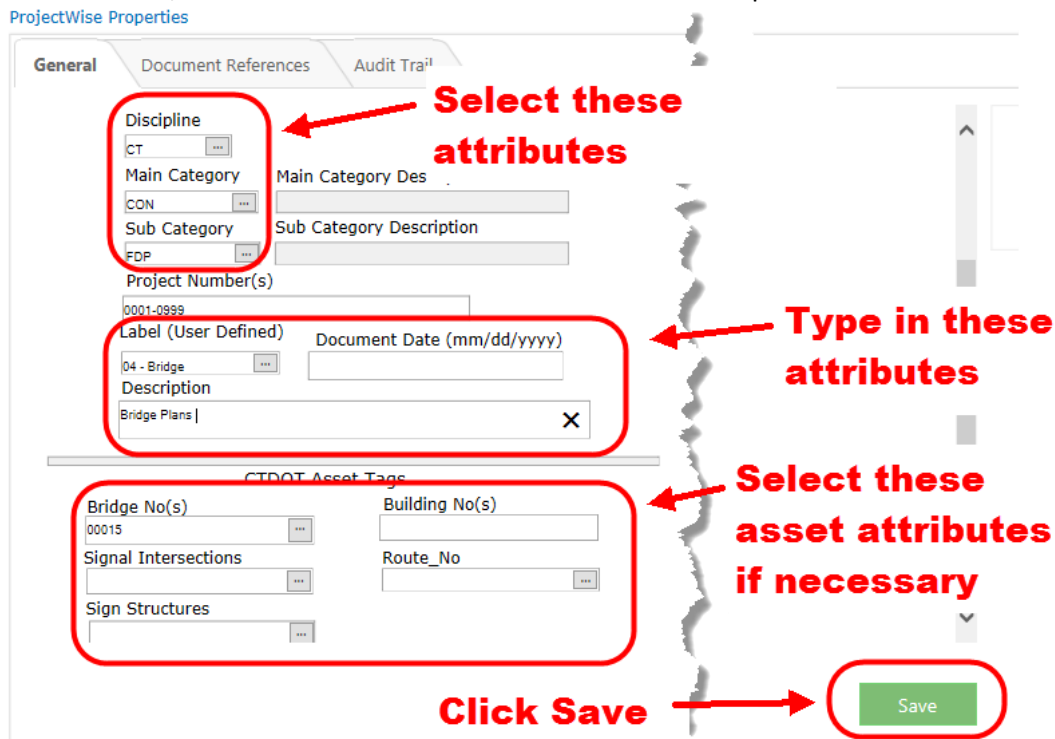 ProjectWise Properties
General Document References Audit Trail
Select these
attributes
Discipline
CT ...
Main Category Main Category Des
CON ...
Sub Category Sub Category Description
FDP ...
Project Number(s)
0001-0999
Label (User Defined) Document Date (mm/dd/yyyy)
04 - Bridge ...
Description
Bridge Plans
Type in these
attributes
CTDOT Asset Tags
Bridge No(s) Building No(s)
00015 ...
Signal Intersections Route_No
... ...
Sign Structures
...
Select these
asset attributes
if necessary
Click Save
Save